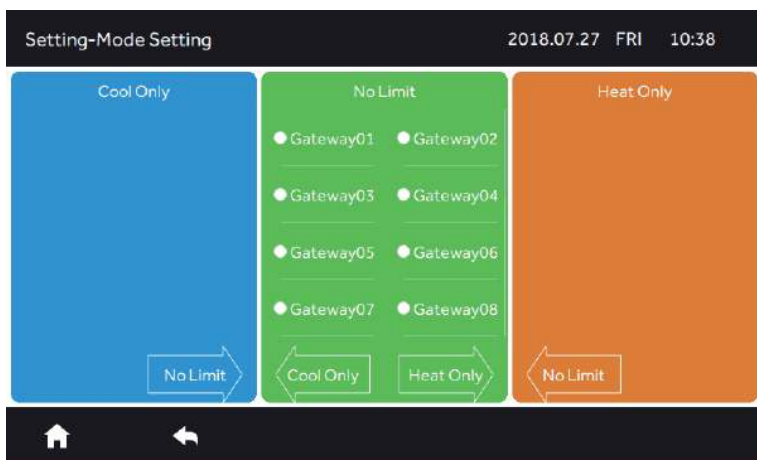 Setting-Mode Setting
2018.07.27 FRI 10:38
Cool Only
No Limit
Heat Only
Gateway01 Gateway02
Gateway03 Gateway04
Gateway05 Gateway06
Gateway07 Gateway08
No Limit
Cool Only
Heat Only
No Limit